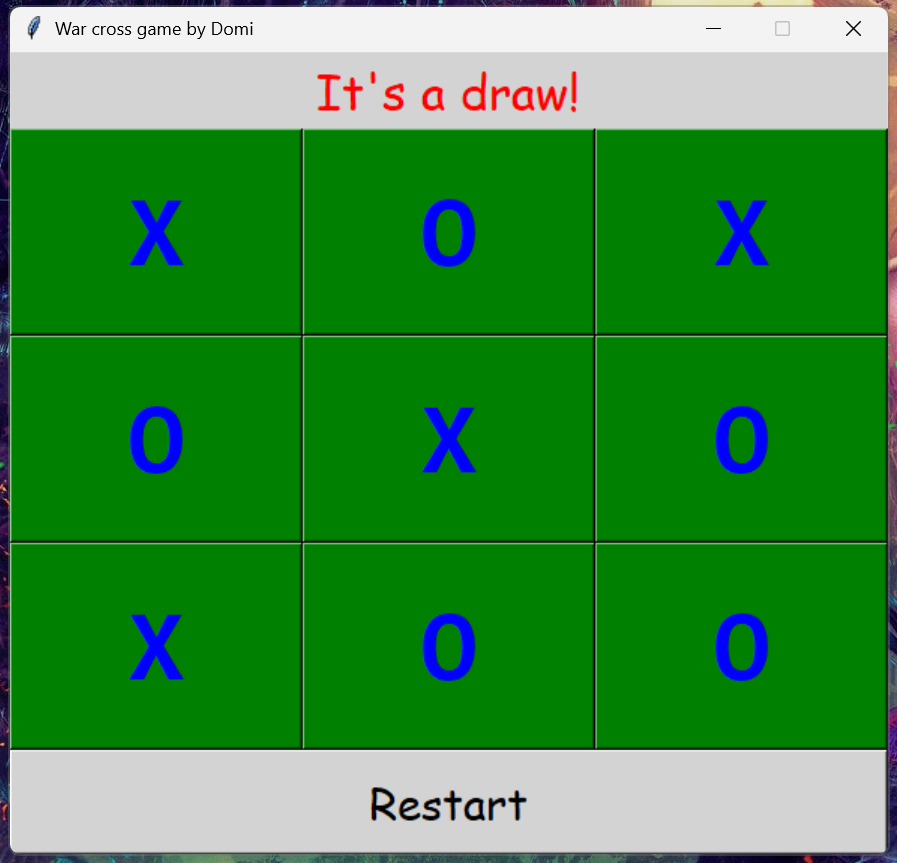 War cross game by Domi
It's a draw!
X O X
O X O
X O O
Restart